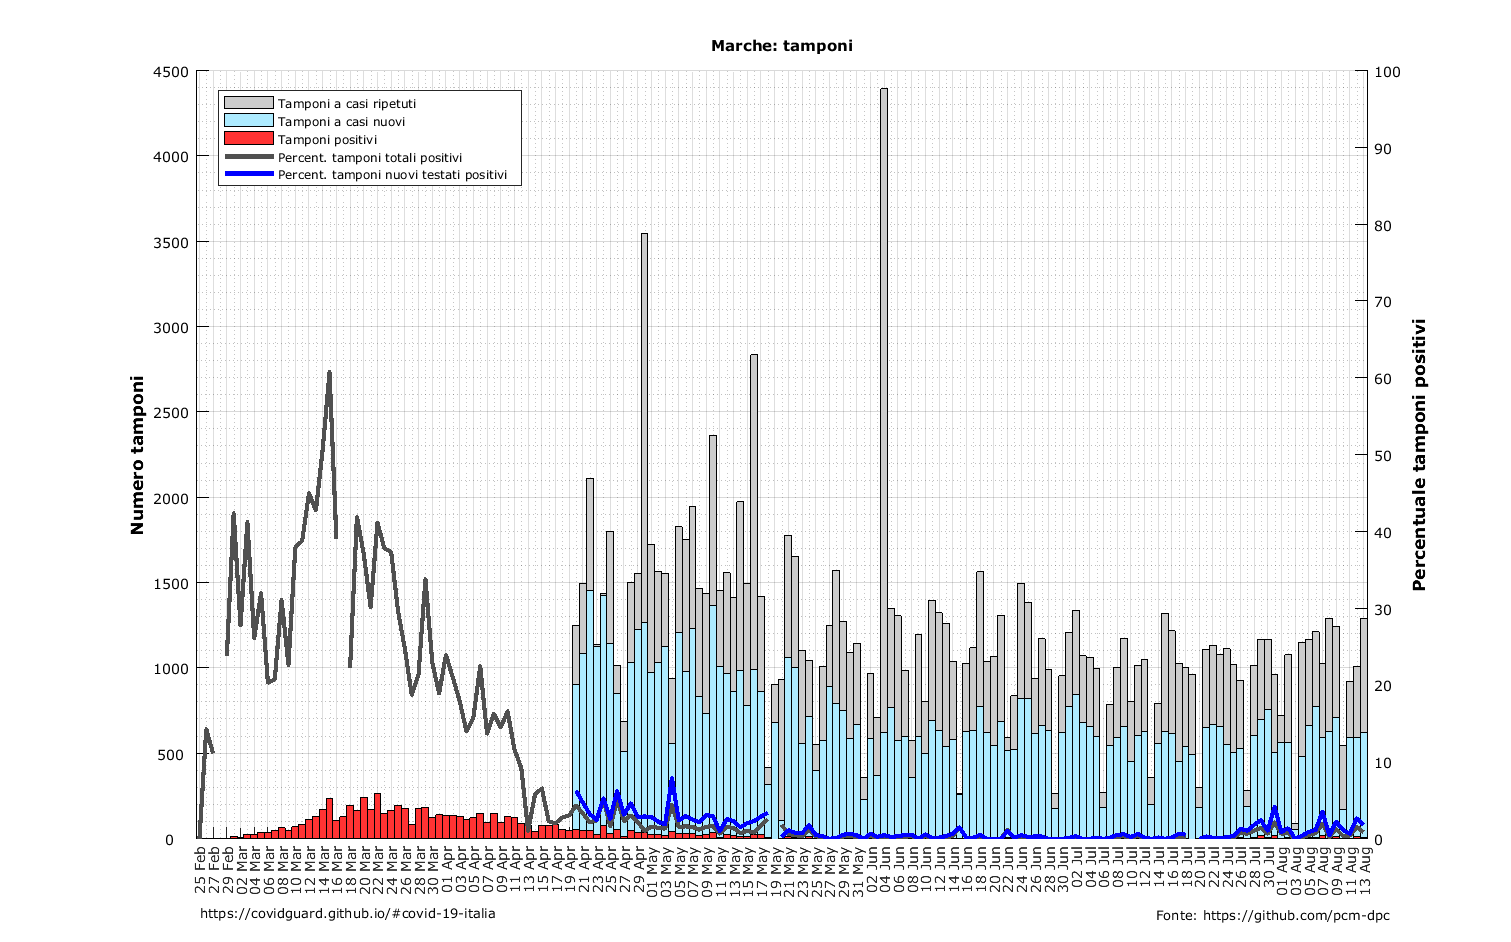 Marche: tamponi
Tamponi a casi ripetuti
Tamponi a casi nuovi
Tamponi positivi
Percent. tamponi totali positivi
Percent. tamponi nuovi testati positivi
Numero tamponi
4500
4000
3500
3000
2500
2000
1500
1000
500
0
Percentuale tamponi positivi
100
90
80
70
60
50
40
30
20
10
0
25 Feb
27 Feb
29 Feb
02 Mar
04 Mar
06 Mar
08 Mar
10 Mar
12 Mar
14 Mar
16 Mar
18 Mar
20 Mar
22 Mar
24 Mar
26 Mar
28 Mar
30 Mar
01 Apr
03 Apr
05 Apr
07 Apr
09 Apr
11 Apr
13 Apr
15 Apr
17 Apr
19 Apr
21 Apr
23 Apr
25 Apr
27 Apr
29 Apr
01 May
03 May
05 May
07 May
09 May
11 May
13 May
15 May
17 May
19 May
21 May
23 May
25 May
27 May
29 May
31 May
02 Jun
04 Jun
06 Jun
08 Jun
10 Jun
12 Jun
14 Jun
16 Jun
18 Jun
20 Jun
22 Jun
24 Jun
26 Jun
28 Jun
30 Jun
02 Jul
04 Jul
06 Jul
08 Jul
10 Jul
12 Jul
14 Jul
16 Jul
18 Jul
20 Jul
22 Jul
24 Jul
26 Jul
28 Jul
30 Jul
01 Aug
03 Aug
05 Aug
07 Aug
09 Aug
11 Aug
13 Aug
https://covidguard.github.io/#covid-19-italia
Fonte: https://github.com/pcm-dpc